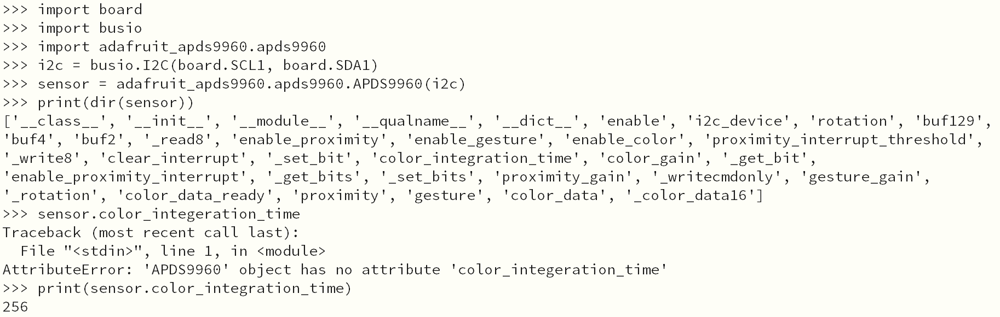 >>> import board
>>> import busio
>>> import adafruit_apds9960.apds9960
>>> i2c = busio.I2C(board.SCL1, board.SDA1)
>>> sensor = adafruit_apds9960.apds9960.APDS9960(i2c)
>>> print(dir(sensor))
['__class__', '__init__', '__module__', '__qualname__', '__dict__', 'enable', 'i2c_device', 'rotation', 'buf129',
'buf4', 'buf2', '_read8', 'enable_proximity', 'enable_gesture', 'enable_color', 'proximity_interrupt_threshold',
'_write8', 'clear_interrupt', '_set_bit', 'color_integration_time', 'color_gain', '_get_bit',
'enable_proximity_interrupt', '_get_bits', '_set_bits', 'proximity_gain', '_writecmdonly', 'gesture_gain',
'_rotation', 'color_data_ready', 'proximity', 'gesture', 'color_data', '_color_data16']
>>> sensor.color_integeration_time
Traceback (most recent call last):
  File "<stdin>", line 1, in <module>
AttributeError: 'APDS9960' object has no attribute 'color_integeration_time'
>>> print(sensor.color_integration_time)
256